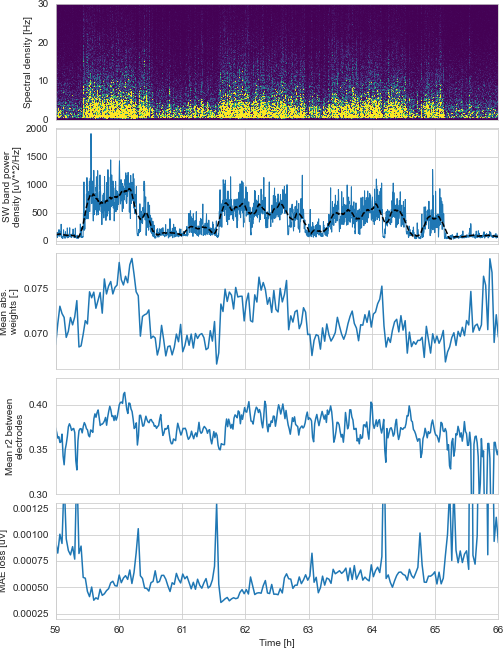 30
20
10
0
Spectral density [Hz]
2000
1500
1000
500
0
SW band power
density [uV**2/Hz]
0.075
0.070
Mean abs.
weights [-]
0.40
0.35
0.30
Mean r2 between
electrodes
0.00125
0.00100
0.00075
0.00050
0.00025
MAE loss [uV]
59 60 61 62 63 64 65 66
Time [h]